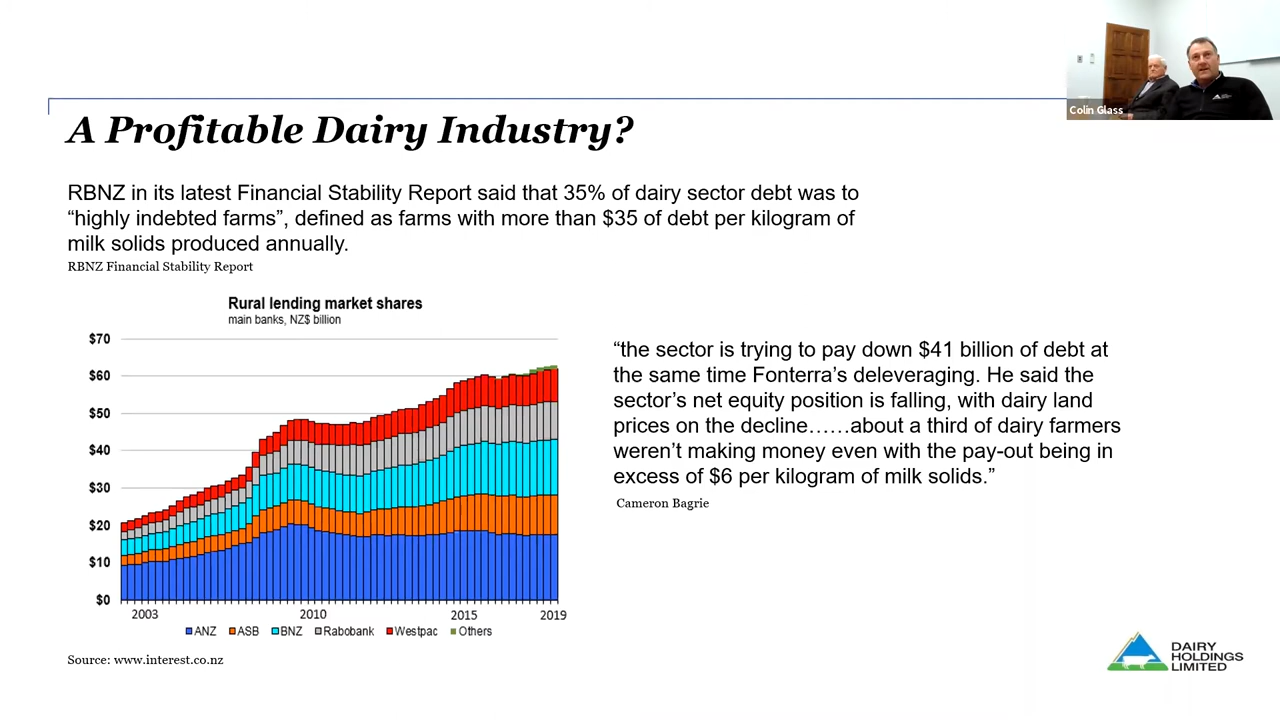 Colin Glass
A Profitable Dairy Industry?
RBNZ in its latest Financial Stability Report said that 35% of dairy sector debt was to
“highly indebted farms”, defined as farms with more than $35 of debt per kilogram of
milk solids produced annually.
RBNZ Financial Stability Report
Rural lending market shares
main banks, NZ$ billion
$70
$60
$50
$40
$30
$20
$10
$0
2003 2010 2015 2019
ANZ ASB BNZ Rabobank Westpac Others
Source: www.interest.co.nz
“the sector is trying to pay down $41 billion of debt at
the same time Fonterra’s deleveraging. He said the
sector’s net equity position is falling, with dairy land
prices on the decline……about a third of dairy farmers
weren’t making money even with the pay-out being in
excess of $6 per kilogram of milk solids.”
Cameron Bagrie
DAIRY
HOLDINGS
LIMITED